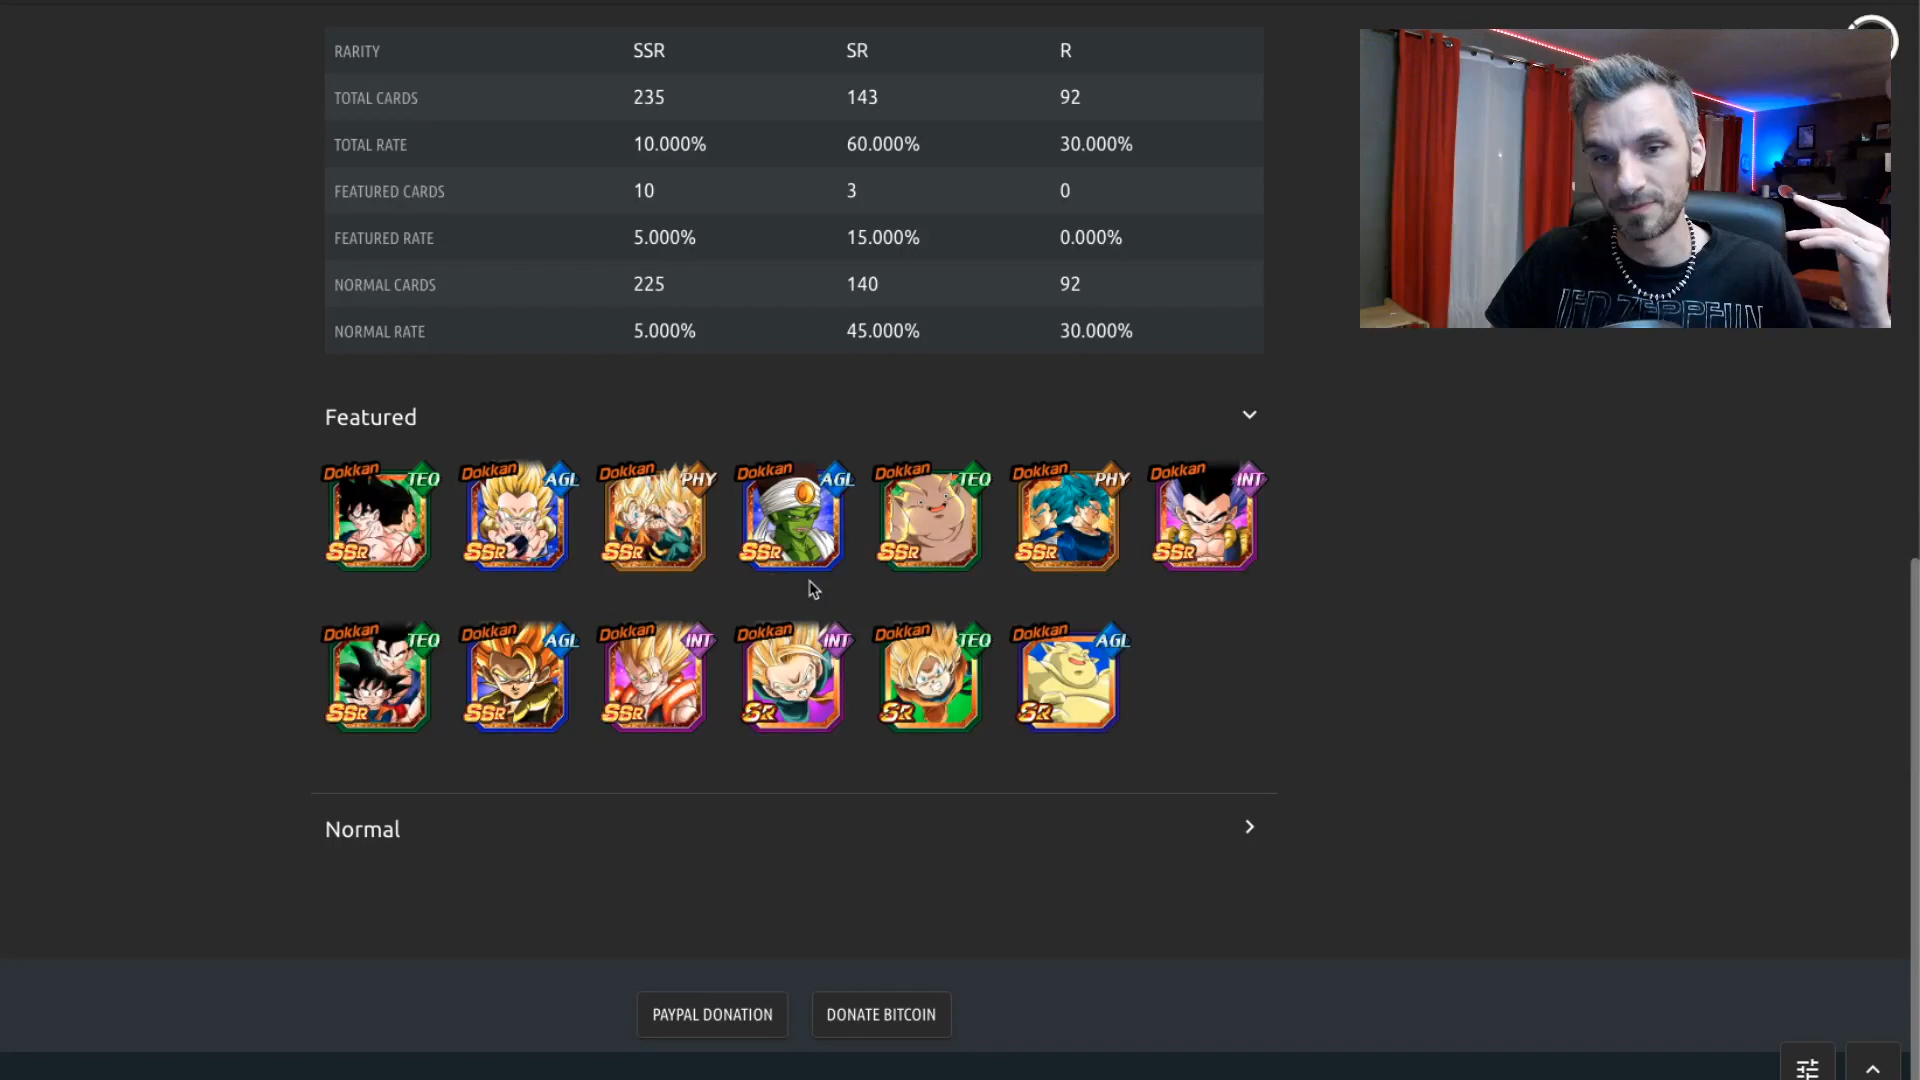 RARITY SSR SR R
TOTAL CARDS 235 143 92
TOTAL RATE 10.000% 60.000% 30.000%
FEATURED CARDS 10 3 0
FEATURED RATE 5.000% 15.000% 0.000%
NORMAL CARDS 225 140 92
NORMAL RATE 5.000% 45.000% 30.000%
LED ZEPPELIN
Featured
Dokkan TEQ Dokkan AGL Dokkan PHY Dokkan AGL Dokkan TEQ Dokkan PHY Dokkan INT
SSR SSR SSR SSR SSR SSR SSR
Dokkan TEQ Dokkan AGL Dokkan INT Dokkan INT Dokkan TEQ Dokkan AGL
SSR SSR SSR SR SR SR
Normal
PAYPAL DONATION DONATE BITCOIN